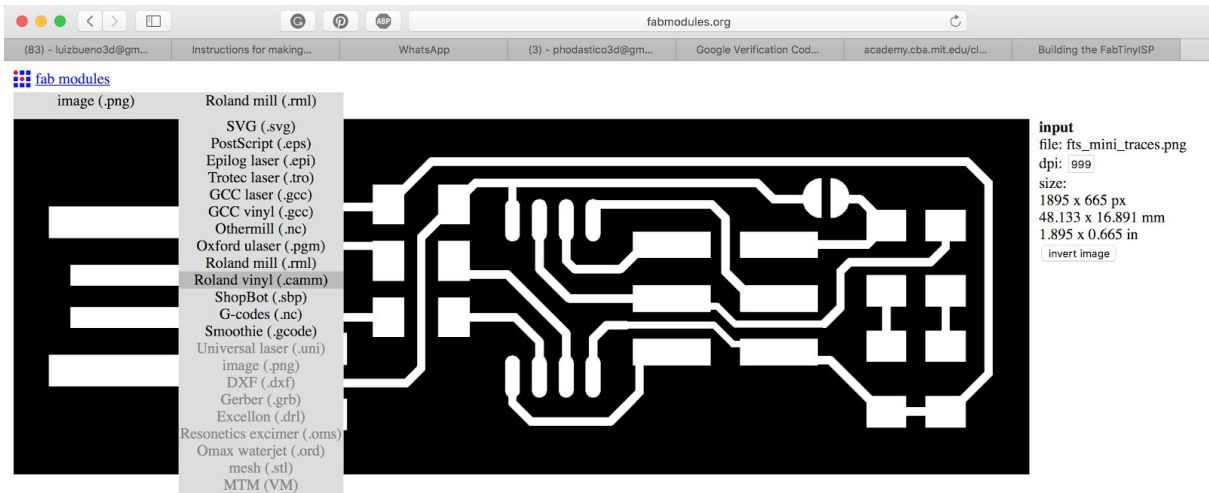 fabmodules.org
(83) - luizbueno3d@gm...
Instructions for making...
WhatsApp
(3) - phodastico3d@gm...
Google Verification Cod...
academy.cba.mit.edu/cl...
Building the FabTinyISP
fab modules
image (.png)
Roland mill (.rml)
SVG (.svg)
PostScript (.eps)
Epilog laser (.epi)
Trotec laser (.tro)
GCC laser (.gcc)
GCC vinyl (.gcc)
Othermill (.nc)
Oxford ulaser (.pgm)
Roland mill (.rml)
Roland vinyl (.camm)
ShopBot (.sbp)
G-codes (.nc)
Smoothie (.gcode)
Universal laser (.uni)
image (.png)
DXF (.dxf)
Gerber (.grb)
Excellon (.drl)
Resonetics excimer (.oms)
Omax waterjet (.ord)
mesh (.stl)
MTM (VM)
input
file: fts_mini_traces.png
dpi: 999
size:
1895 x 665 px
48.133 x 16.891 mm
1.895 x 0.665 in
invert image
ABP